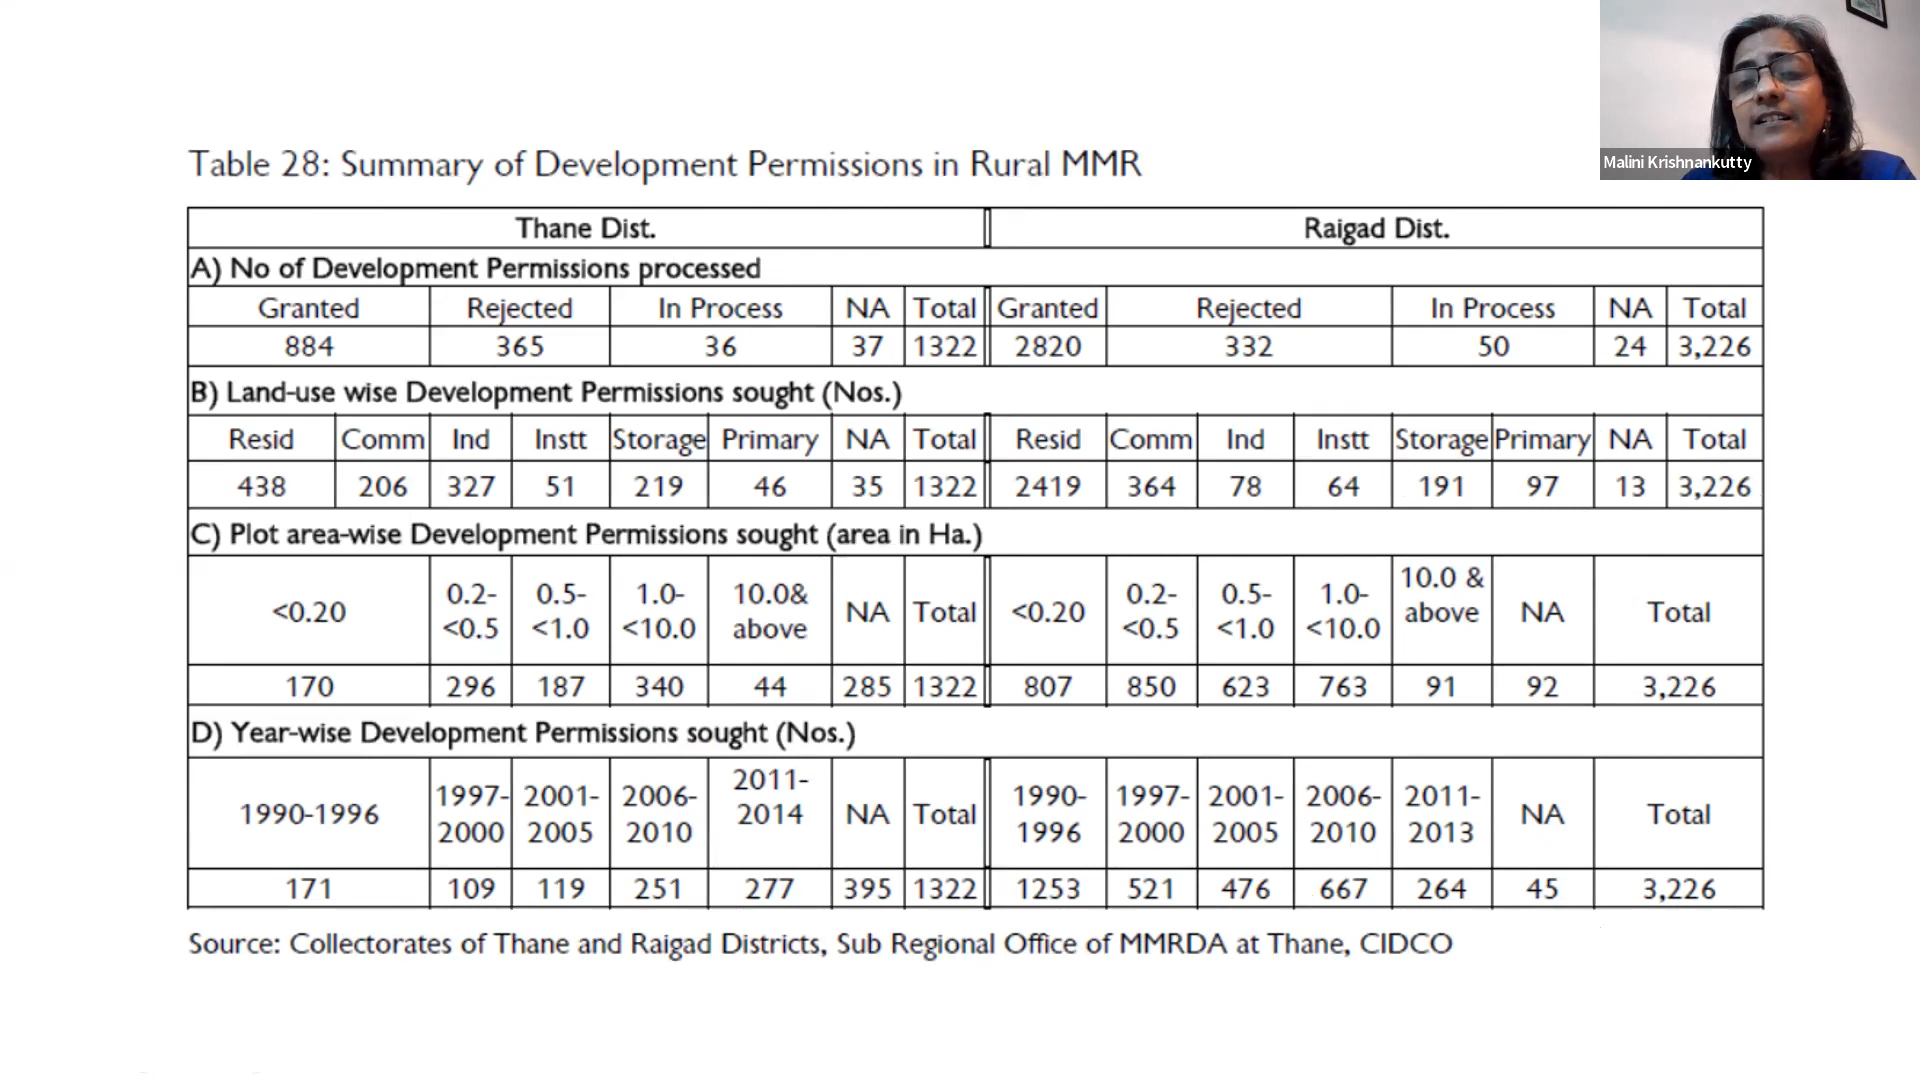 Malini Krishnankutty
Table 28: Summary of Development Permissions in Rural MMR
Thane Dist. Raigad Dist.
A) No of Development Permissions processed
Granted Rejected In Process NA Total Granted Rejected In Process NA Total
884 365 36 37 1322 2820 332 50 24 3,226
B) Land-use wise Development Permissions sought (Nos.)
Resid Comm Ind Instt Storage Primary NA Total Resid Comm Ind Instt Storage Primary NA Total
438 206 327 51 219 46 35 1322 2419 364 78 64 191 97 13 3,226
C) Plot area-wise Development Permissions sought (area in Ha.)
<0.20 0.2-<0.5 0.5-<1.0 1.0-<10.0 10.0& above NA Total <0.20 0.2-<0.5 0.5-<1.0 1.0-<10.0 10.0 & above NA Total
170 296 187 340 44 285 1322 807 850 623 763 91 92 3,226
D) Year-wise Development Permissions sought (Nos.)
1990-1996 1997-2000 2001-2005 2006-2010 2011-2014 NA Total 1990-1996 1997-2000 2001-2005 2006-2010 2011-2013 NA Total
171 109 119 251 277 395 1322 1253 521 476 667 264 45 3,226
Source: Collectorates of Thane and Raigad Districts, Sub Regional Office of MMRDA at Thane, CIDCO